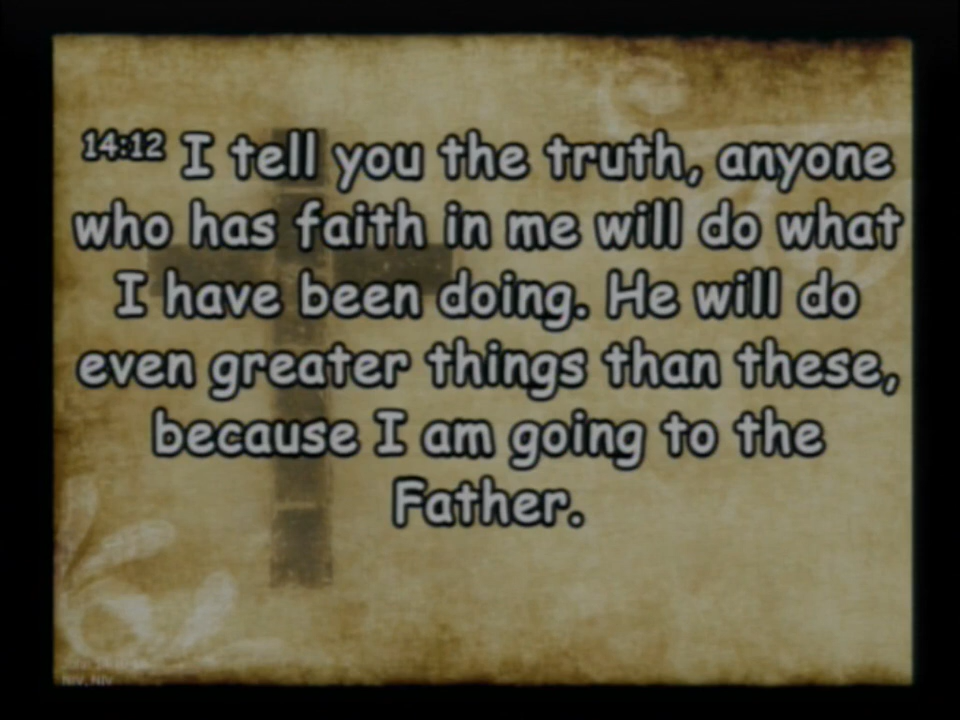 14:12 I tell you the truth, anyone
who has faith in me will do what
I have been doing. He will do
even greater things than these,
because I am going to the
Father.
NIV, NIV